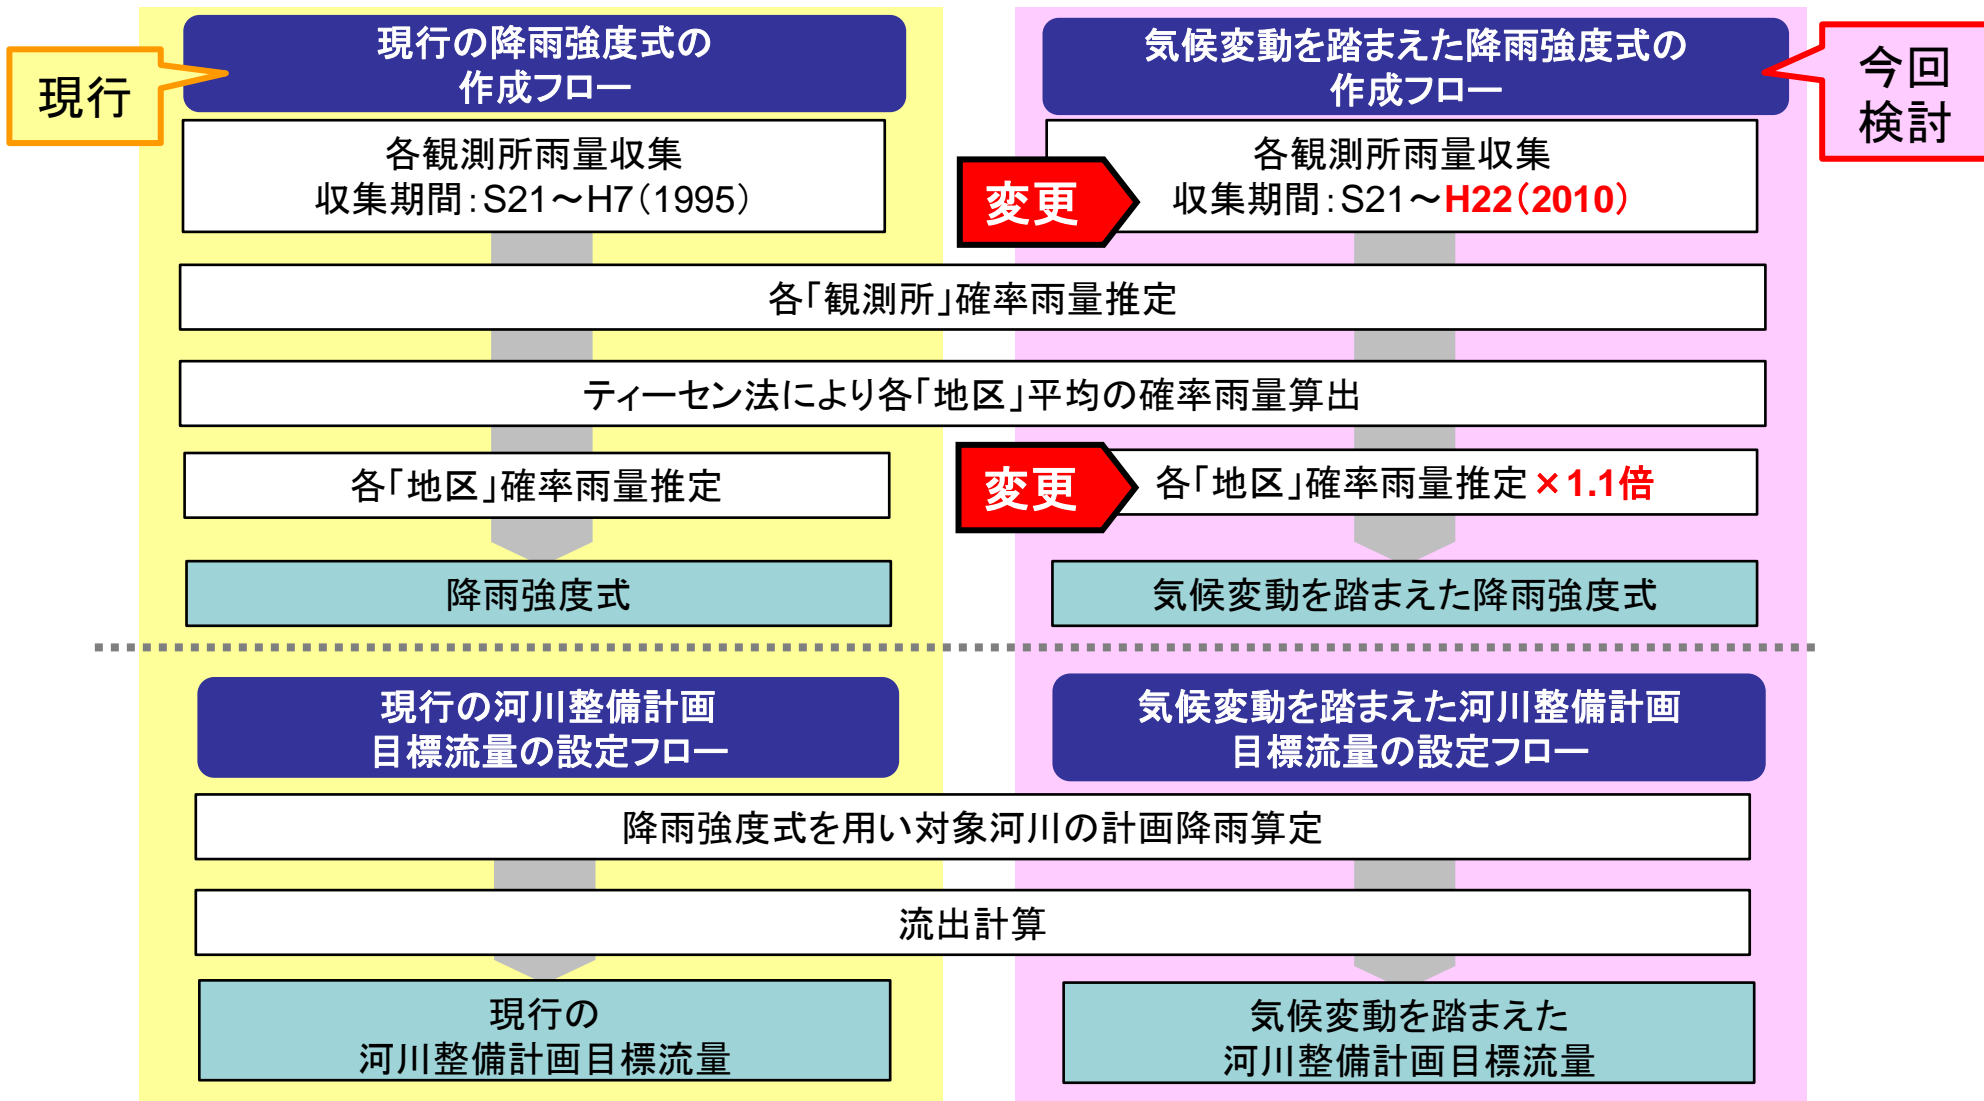 現行
現行の降雨強度式の
作成フロー
各観測所雨量収集
収集期間：S21～H7（1995）
気候変動を踏まえた降雨強度式の
作成フロー
今回
検討
変更
各観測所雨量収集
収集期間：S21～H22（2010）
各「観測所」確率雨量推定
ティーセン法により各「地区」平均の確率雨量算出
各「地区」確率雨量推定
変更
各「地区」確率雨量推定×1.1倍
降雨強度式
気候変動を踏まえた降雨強度式
現行の河川整備計画
目標流量の設定フロー
気候変動を踏まえた河川整備計画
目標流量の設定フロー
降雨強度式を用い対象河川の計画降雨算定
流出計算
現行の
河川整備計画目標流量
気候変動を踏まえた
河川整備計画目標流量